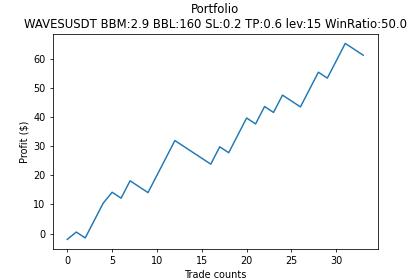 Portfolio
WAVESUSDT BBM:2.9 BBL:160 SL:0.2 TP:0.6 lev:15 WinRatio:50.0
60
50
40
30
20
10
0
Profit ($)
0 5 10 15 20 25 30
Trade counts